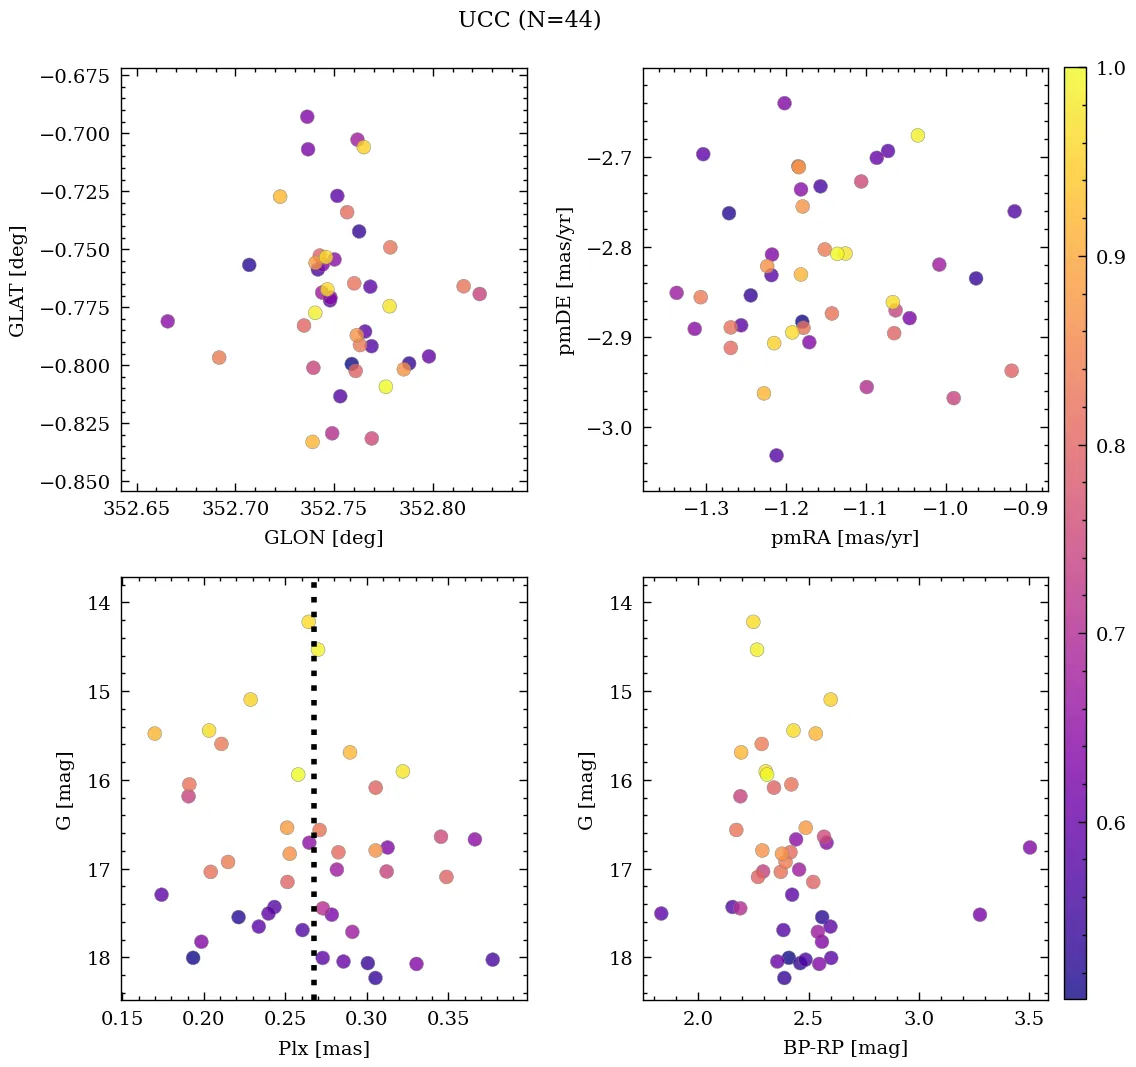 UCC (N=44)
−0.675
−0.700
−0.725
−0.750
−0.775
−0.800
−0.825
−0.850
GLAT [deg]
352.65 352.70 352.75 352.80
GLON [deg]
−2.7
−2.8
−2.9
−3.0
pmDE [mas/yr]
−1.3 −1.2 −1.1 −1.0 −0.9
pmRA [mas/yr]
14
15
16
17
18
G [mag]
0.15 0.20 0.25 0.30 0.35
Plx [mas]
14
15
16
17
18
G [mag]
2.0 2.5 3.0 3.5
BP-RP [mag]
1.0
0.9
0.8
0.7
0.6